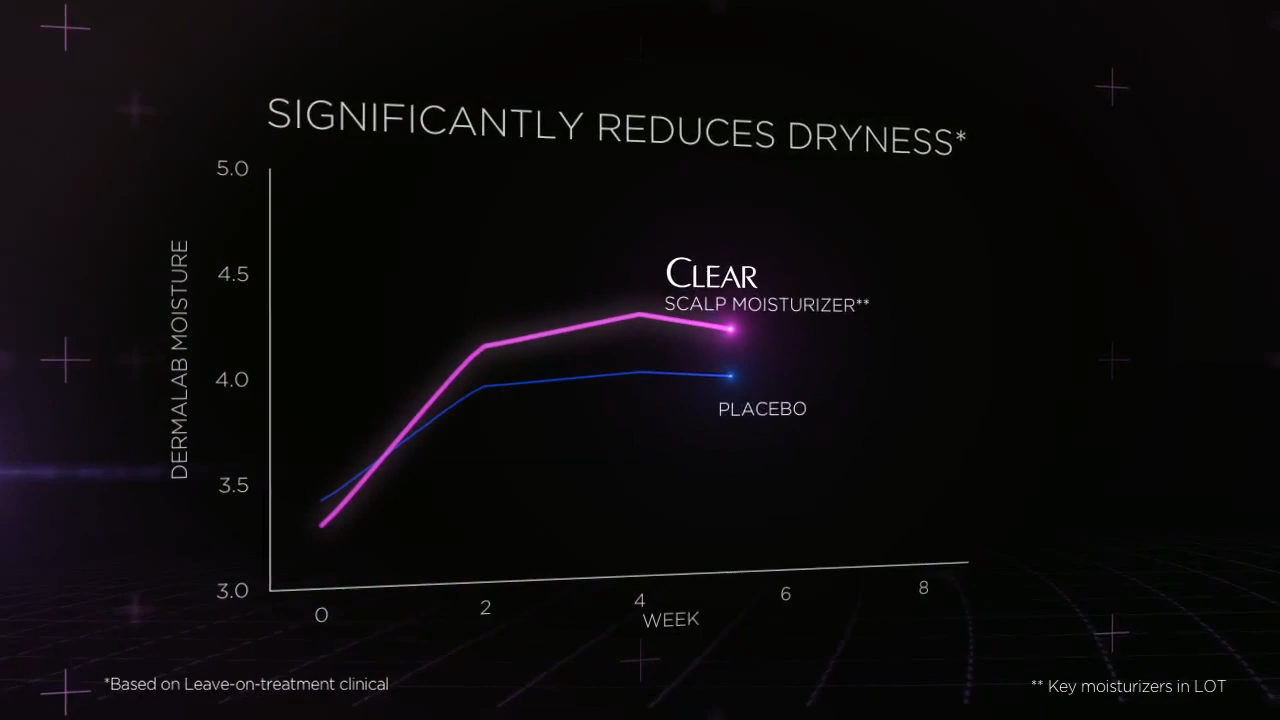 SIGNIFICANTLY REDUCES DRYNESS*
5.0
4.5
4.0
3.5
3.0
DERMALAB MOISTURE
CLEAR
SCALP MOISTURIZER**
PLACEBO
0 2 4 6 8
WEEK
*Based on Leave-on-treatment clinical
** Key moisturizers in LOT